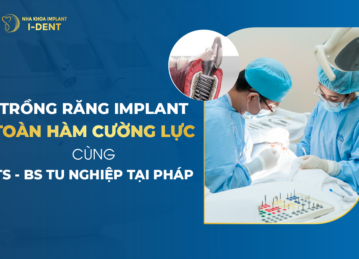 NHA KHOA IMPLANT
I-DENT
TRỒNG RĂNG IMPLANT
TOÀN HÀM CƯỜNG LỰC
CÙNG
TS - BS TU NGHIỆP TẠI PHÁP